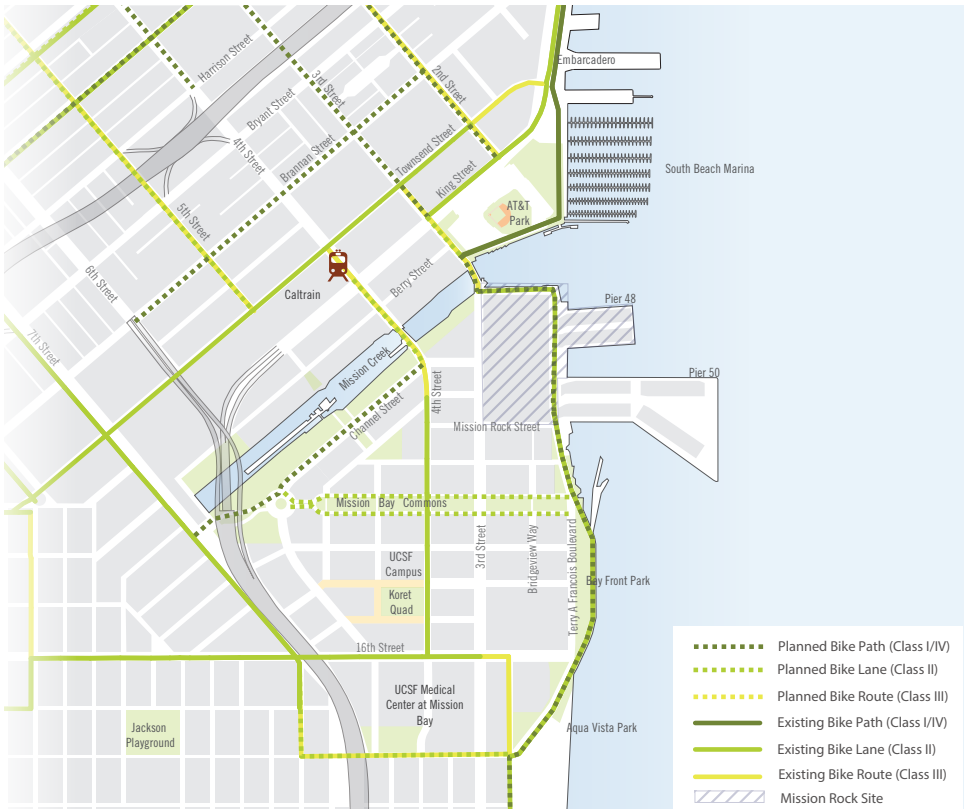 Embarcadero
Harrison Street
3rd Street
2nd Street
Bryant Street
4th Street
Brannan Street
Townsend Street
King Street
South Beach Marina
AT&T
Park
5th Street
6th Street
Caltrain
Berry Street
Pier 48
7th Street
Mission Creek
Pier 50
4th Street
Channel Street
Mission Rock Street
Mission Bay Commons
3rd Street
Bridgeview Way
Terry A Francois Boulevard
UCSF
Campus
Bay Front Park
Koret
Quad
16th Street
UCSF Medical
Center at Mission
Bay
Jackson
Playground
Aqua Vista Park
Planned Bike Path (Class I/IV)
Planned Bike Lane (Class II)
Planned Bike Route (Class III)
Existing Bike Path (Class I/IV)
Existing Bike Lane (Class II)
Existing Bike Route (Class III)
Mission Rock Site